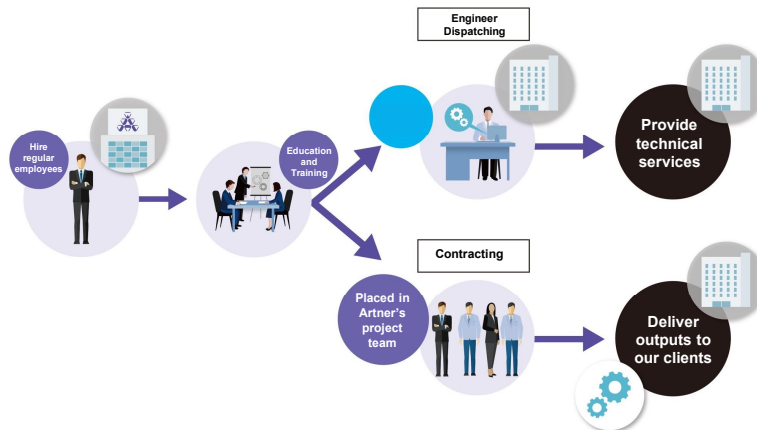 Engineer
Dispatching
Hire
regular
employees
Education
and
Training
Provide
technical
services
Contracting
Placed in
Artner's
project
team
Deliver
outputs to
our clients